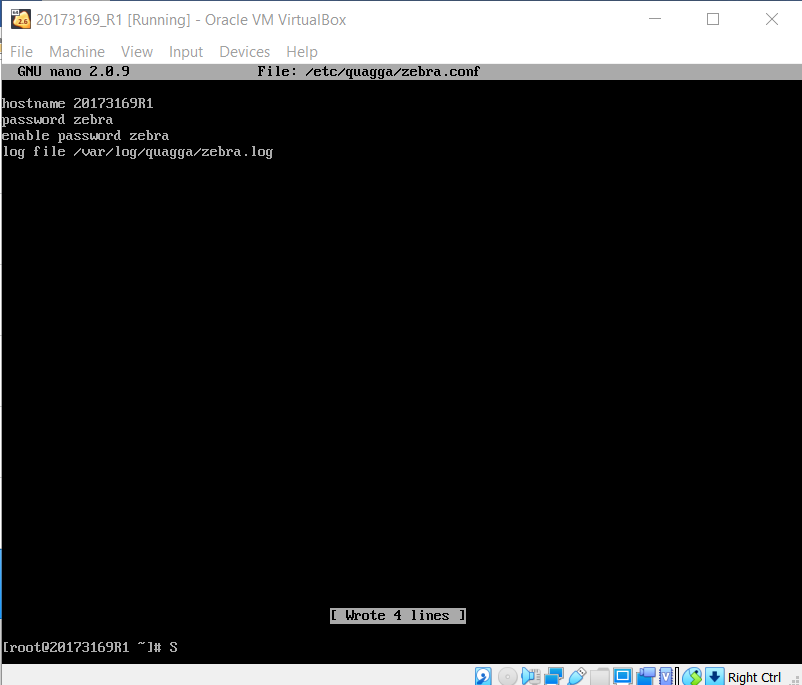 20173169_R1 [Running] - Oracle VM VirtualBox
File Machine View Input Devices Help
GNU nano 2.0.9 File: /etc/quagga/zebra.conf
hostname 20173169R1
password zebra
enable password zebra
log file /var/log/quagga/zebra.log
[ Wrote 4 lines ]
[root@20173169R1 ~]# S
Right Ctrl